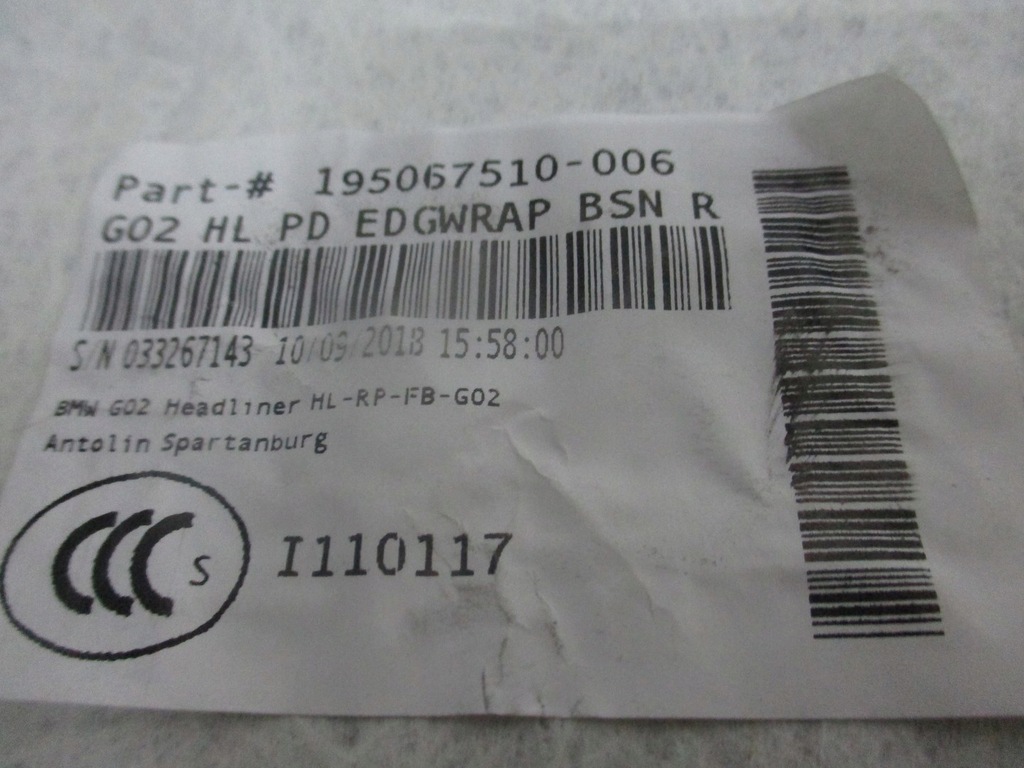 Part-# 195067510-006
G02 HL PD EDGWRAP BSN R
S/N 033267143 10/09/2018 15:58:00
BMW G02 Headliner HL-RP-IFB-G02
Antolin Spartanburg
CCC S
I110117